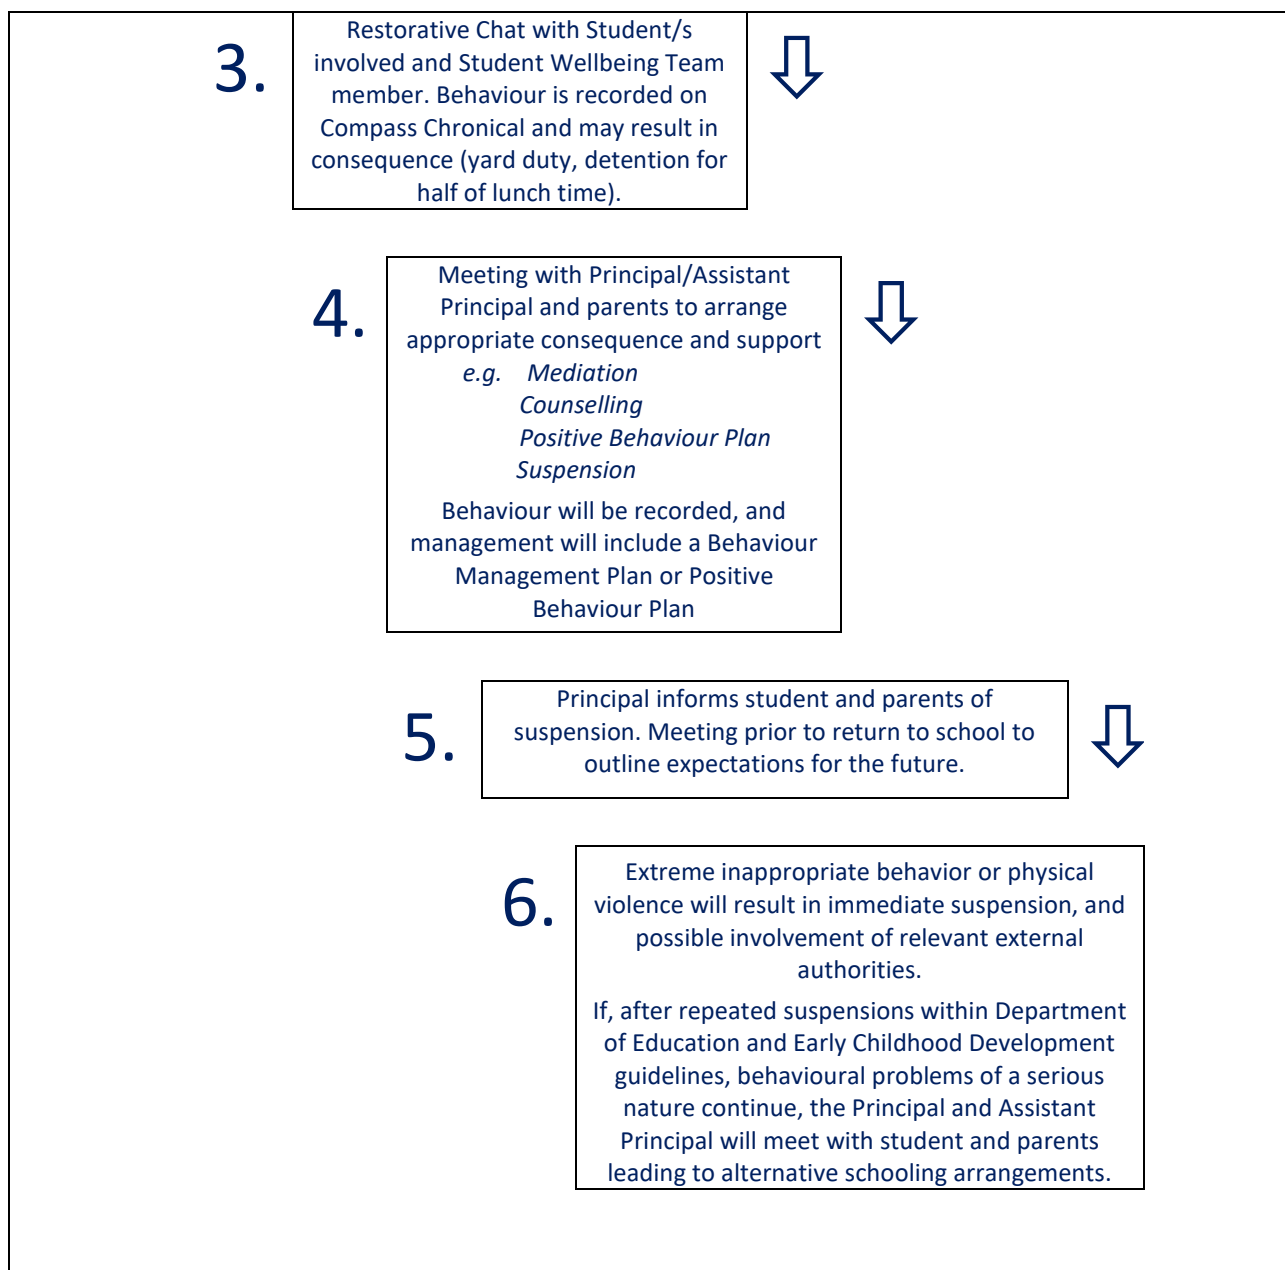 3.
Restorative Chat with Student/s
involved and Student Wellbeing Team
member. Behaviour is recorded on
Compass Chronical and may result in
consequence (yard duty, detention for
half of lunch time).
4.
Meeting with Principal/Assistant
Principal and parents to arrange
appropriate consequence and support
e.g. Mediation
Counselling
Positive Behaviour Plan
Suspension
Behaviour will be recorded, and
management will include a Behaviour
Management Plan or Positive
Behaviour Plan
5.
Principal informs student and parents of
suspension. Meeting prior to return to school to
outline expectations for the future.
6.
Extreme inappropriate behavior or physical
violence will result in immediate suspension, and
possible involvement of relevant external
authorities.
If, after repeated suspensions within Department
of Education and Early Childhood Development
guidelines, behavioural problems of a serious
nature continue, the Principal and Assistant
Principal will meet with student and parents
leading to alternative schooling arrangements.